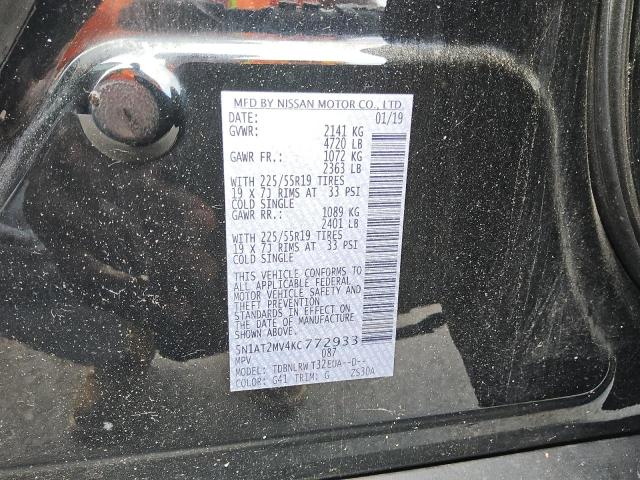 MFD BY NISSAN MOTOR CO., LTD
DATE: 01/19
GVWR: 2141 KG
4720 LB
GAWR FR.: 1072 KG
2363 LB
WITH 225/55R19 TIRES
19 X 7J RIMS AT 33 PSI
COLD SINGLE
GAWR RR.: 1089 KG
2401 LB
WITH 225/55R19 TIRES
19 X 7J RIMS AT 33 PSI
COLD SINGLE
THIS VEHICLE CONFORMS TO
ALL APPLICABLE FEDERAL
MOTOR VEHICLE SAFETY AND
THEFT PREVENTION
STANDARDS IN EFFECT ON
THE DATE OF MANUFACTURE
SHOWN ABOVE.
5N1AT2MV4KC772933
MPV 087
MODEL: TDBNLRW T32EDA--D--
COLOR: G41 TRIM: G ZS30A